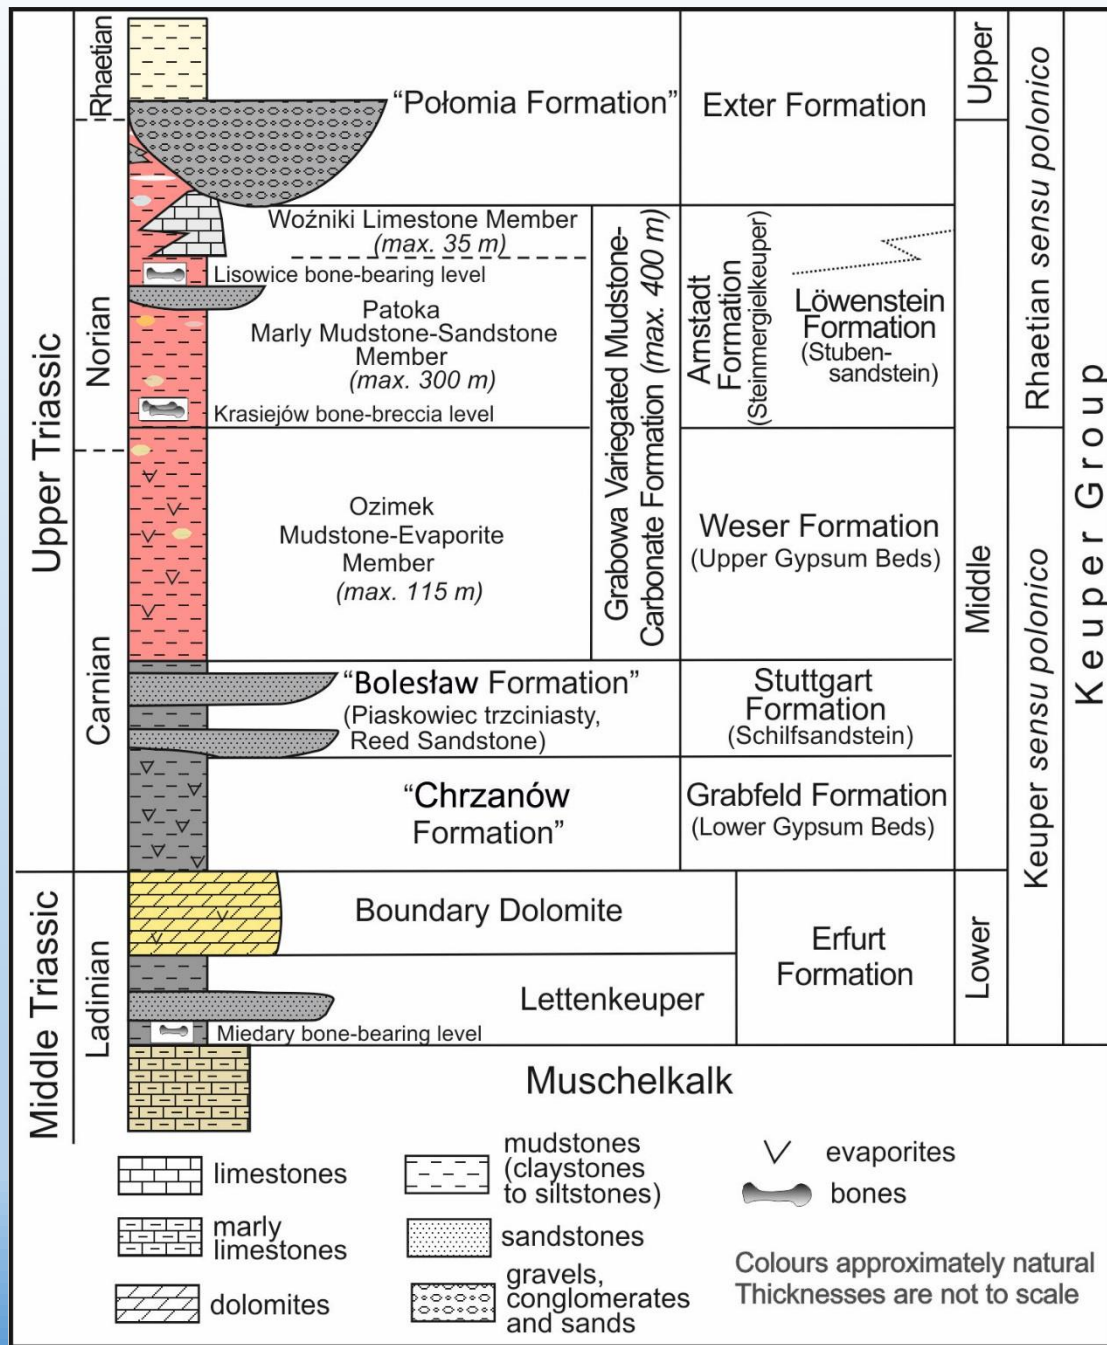 Upper Triassic
Middle Triassic
Rhaetian
Norian
Carnian
Ladinian
“Połomia Formation”
Woźniki Limestone Member
(max. 35 m)
Lisowice bone-bearing level
Patoka
Marly Mudstone-Sandstone
Member
(max. 300 m)
Krasiejów bone-breccia level
Ozimek
Mudstone-Evaporite
Member
(max. 115 m)
Grabowa Variegated Mudstone-
Carbonate Formation (max. 400 m)
“Bolesław Formation”
(Piaskowiec trzciniasty,
Reed Sandstone)
“Chrzanów
Formation”
Boundary Dolomite
Lettenkeuper
Miedary bone-bearing level
Muschelkalk
Exter Formation
Arnstadt
Formation
(Steinmergielkeuper)
Löwenstein
Formation
(Stuben-
sandstein)
Weser Formation
(Upper Gypsum Beds)
Stuttgart
Formation
(Schilfsandstein)
Grabfeld Formation
(Lower Gypsum Beds)
Erfurt
Formation
Upper
Middle
Lower
Rhaetian sensu polonico
Keuper sensu polonico
Keuper Group
limestones
marly
limestones
dolomites
mudstones
(claystones
to siltstones)
sandstones
gravels,
conglomerates
and sands
evaporites
bones
Colours approximately natural
Thicknesses are not to scale